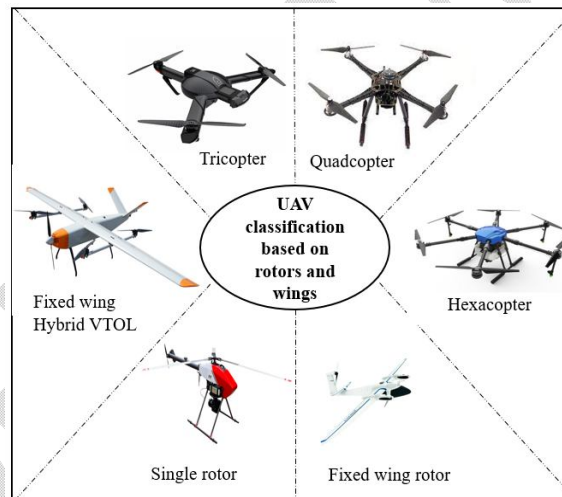 Tricopter
Quadcopter
UAV
classification
based on
rotors and
wings
Fixed wing
Hybrid VTOL
Hexacopter
Single rotor
Fixed wing rotor